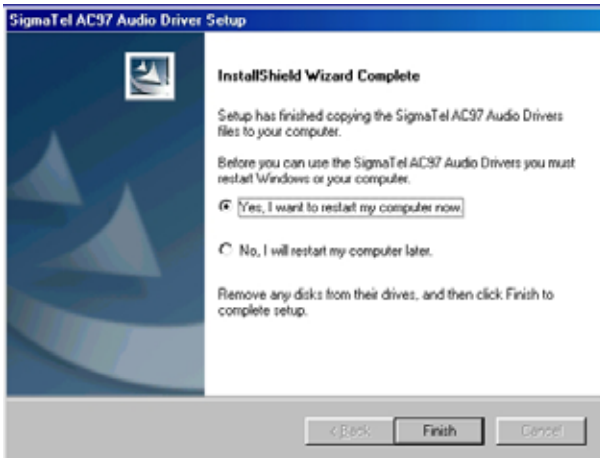 SigmaTel AC97 Audio Driver Setup
InstallShield Wizard Complete
Setup has finished copying the SigmaTel AC97 Audio Drivers
files to your computer.
Before you can use the SigmaTel AC97 Audio Drivers you must
restart Windows or your computer.
Yes, I want to restart my computer now.
No, I will restart my computer later.
Remove any disks from their drives, and then click Finish to
complete setup.
< Back Finish Cancel